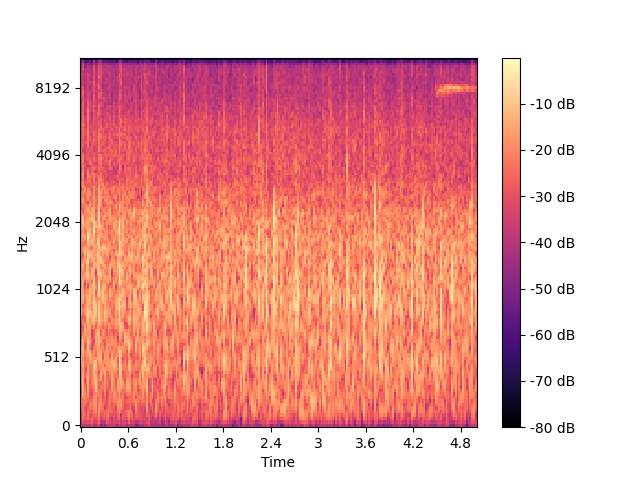 8192
4096
2048
1024
512
0
Hz
0 0.6 1.2 1.8 2.4 3 3.6 4.2 4.8
Time
-10 dB
-20 dB
-30 dB
-40 dB
-50 dB
-60 dB
-70 dB
-80 dB